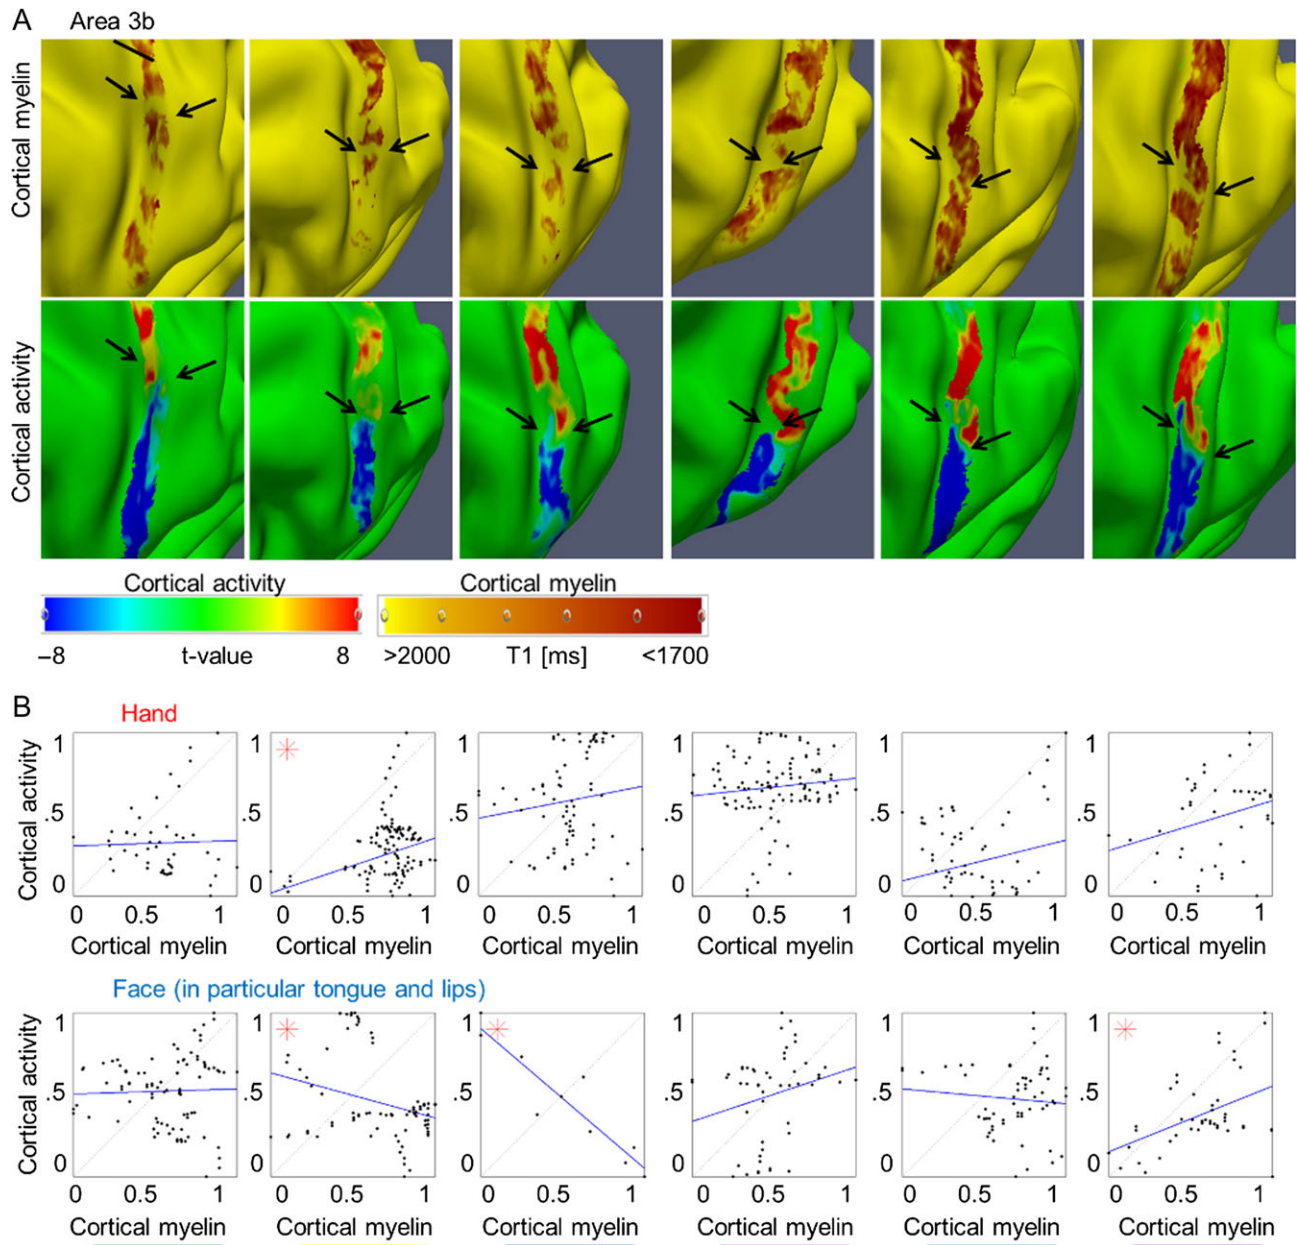 A Area 3b
Cortical myelin
Cortical activity
Cortical activity Cortical myelin
−8 t-value 8 >2000 T1 [ms] <1700
B
Hand
Cortical activity
1 1 1 1 1 1
.5 .5 .5 .5 .5 .5
0 0 0 0 0 0
0 0.5 1 0 0.5 1 0 0.5 1 0 0.5 1 0 0.5 1 0 0.5 1
Cortical myelin Cortical myelin Cortical myelin Cortical myelin Cortical myelin Cortical myelin
Face (in particular tongue and lips)
Cortical activity
1 1 1 1 1 1
.5 .5 .5 .5 .5 .5
0 0 0 0 0 0
0 0.5 1 0 0.5 1 0 0.5 1 0 0.5 1 0 0.5 1 0 0.5 1
Cortical myelin Cortical myelin Cortical myelin Cortical myelin Cortical myelin Cortical myelin